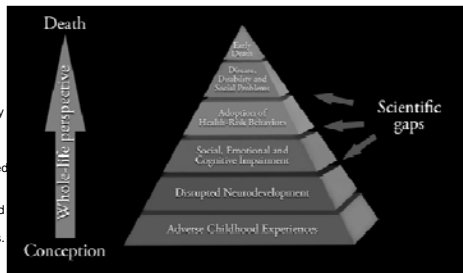 Death
Whole-life perspective
Conception
Early
Death
Disease,
Disability and
Social Problems
Adoption of
Health-Risk Behaviors
Social, Emotional and
Cognitive Impairment
Disrupted Neurodevelopment
Adverse Childhood Experiences
Scientific
gaps
y
ed
d
s.